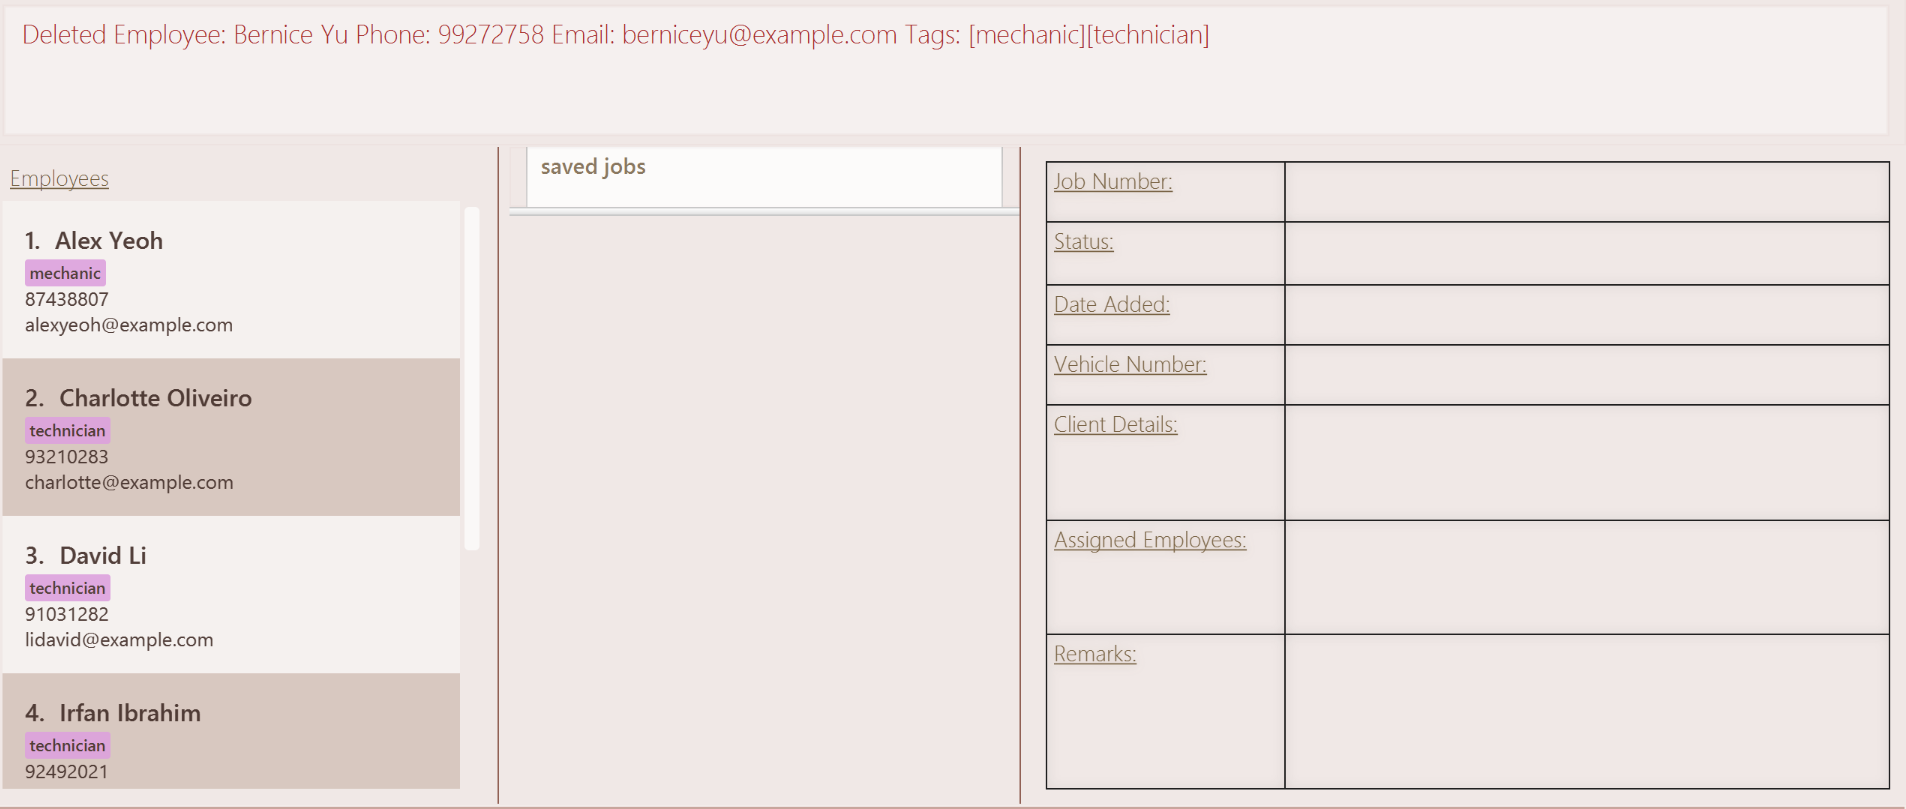 Deleted Employee: Bernice Yu Phone: 99272758 Email: berniceyu@example.com Tags: [mechanic][technician]
Employees
1. Alex Yeoh
mechanic
87438807
alexyeoh@example.com
2. Charlotte Oliveiro
technician
93210283
charlotte@example.com
3. David Li
technician
91031282
lidavid@example.com
4. Irfan Ibrahim
technician
92492021
saved jobs
Job Number:
Status:
Date Added:
Vehicle Number:
Client Details:
Assigned Employees:
Remarks: